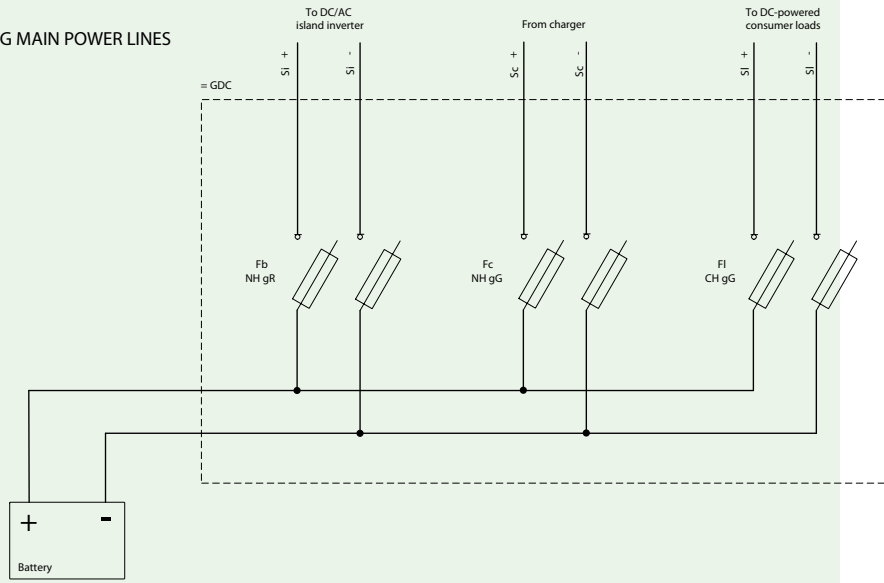 G MAIN POWER LINES
To DC/AC
island inverter
From charger
To DC-powered
consumer loads
Si +
Si -
Sc +
Sc -
Sl +
Sl -
= GDC
Fb
NH gR
Fc
NH gG
Fl
CH gG
+ -
Battery